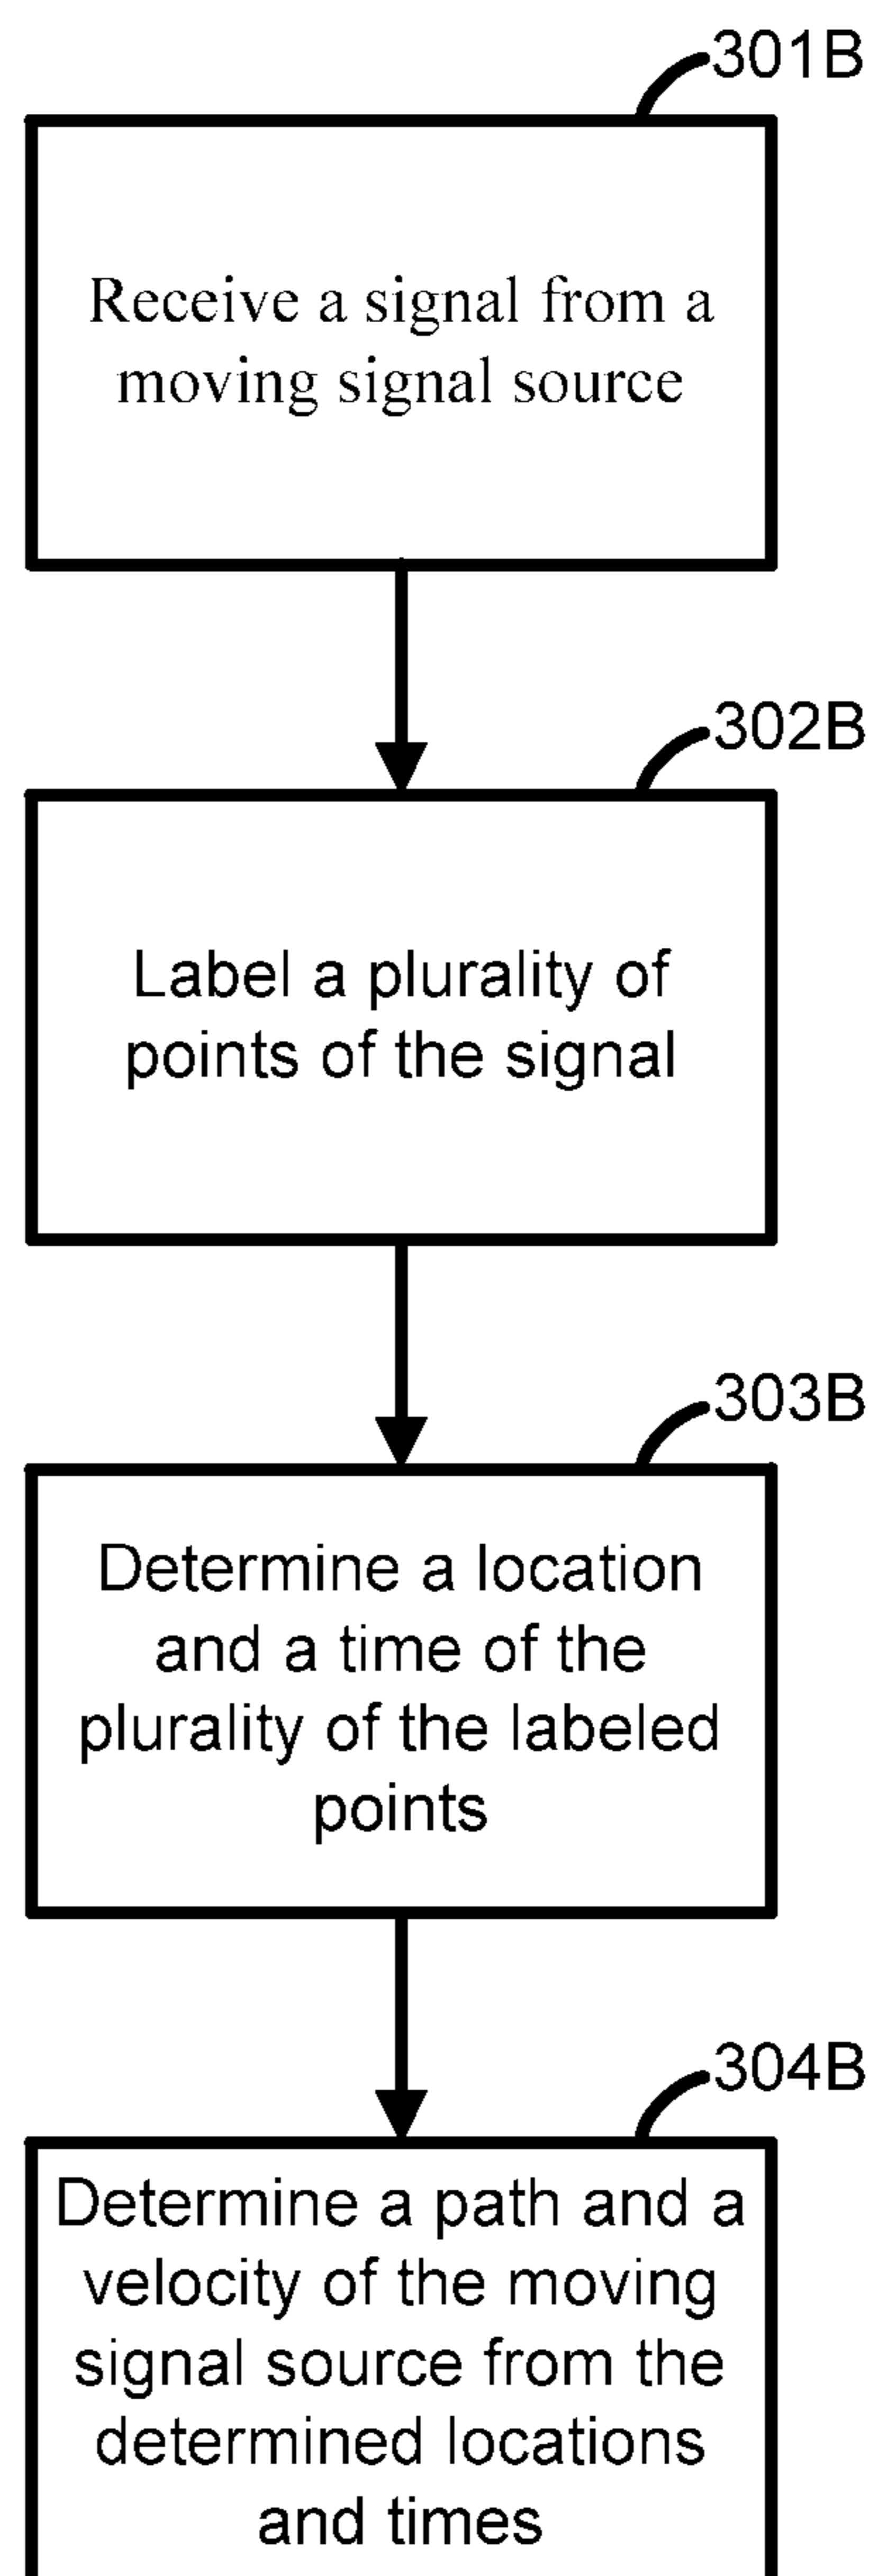 301B
Receive a signal from a
moving signal source
302B
Label a plurality of
points of the signal
303B
Determine a location
and a time of the
plurality of the labeled
points
304B
Determine a path and a
velocity of the moving
signal source from the
determined locations
and times